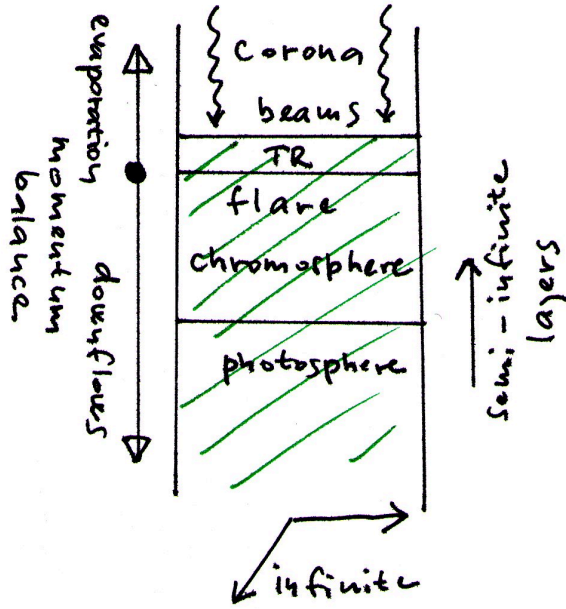 corona
beams
TR
flare
chromosphere
photosphere
evaporation downflows
momentum
balance
semi-infinite
layers
infinite